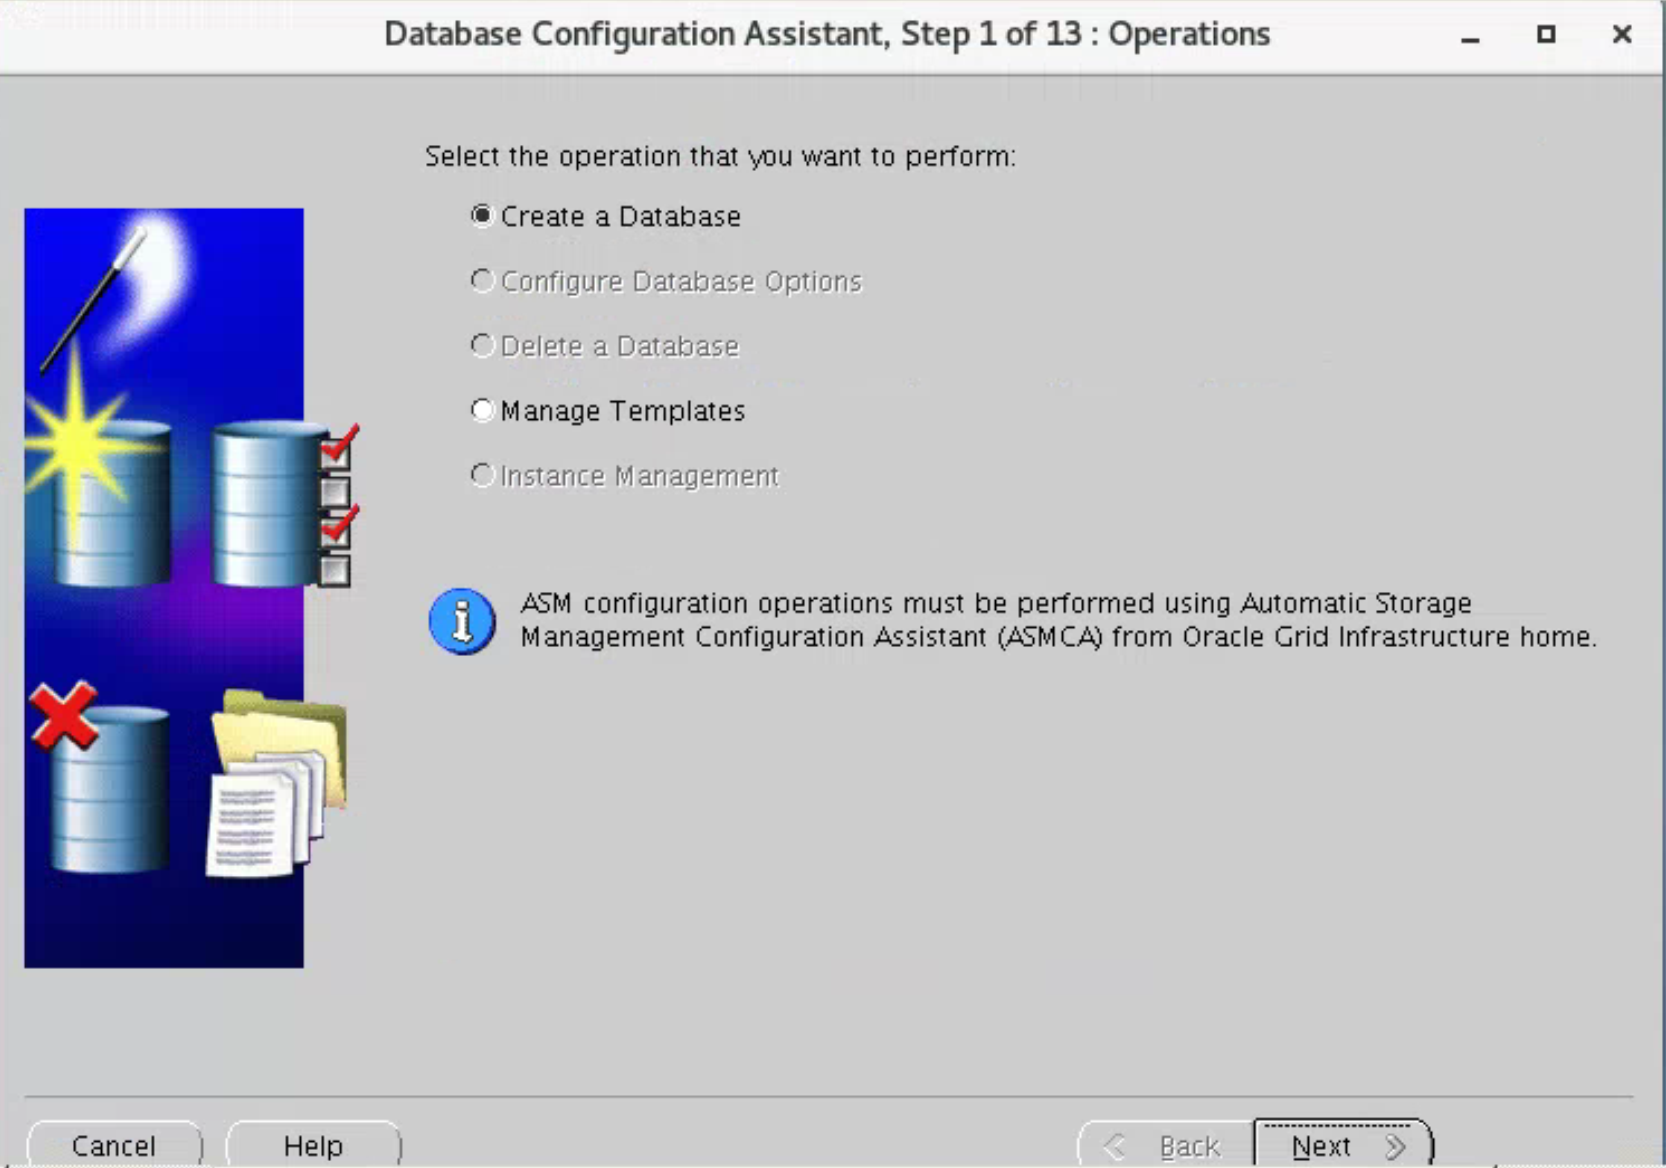 Database Configuration Assistant, Step 1 of 13 : Operations
Select the operation that you want to perform:
Create a Database
Configure Database Options
Delete a Database
Manage Templates
Instance Management
ASM configuration operations must be performed using Automatic Storage
Management Configuration Assistant (ASMCA) from Oracle Grid Infrastructure home.
Cancel
Help
Back
Next